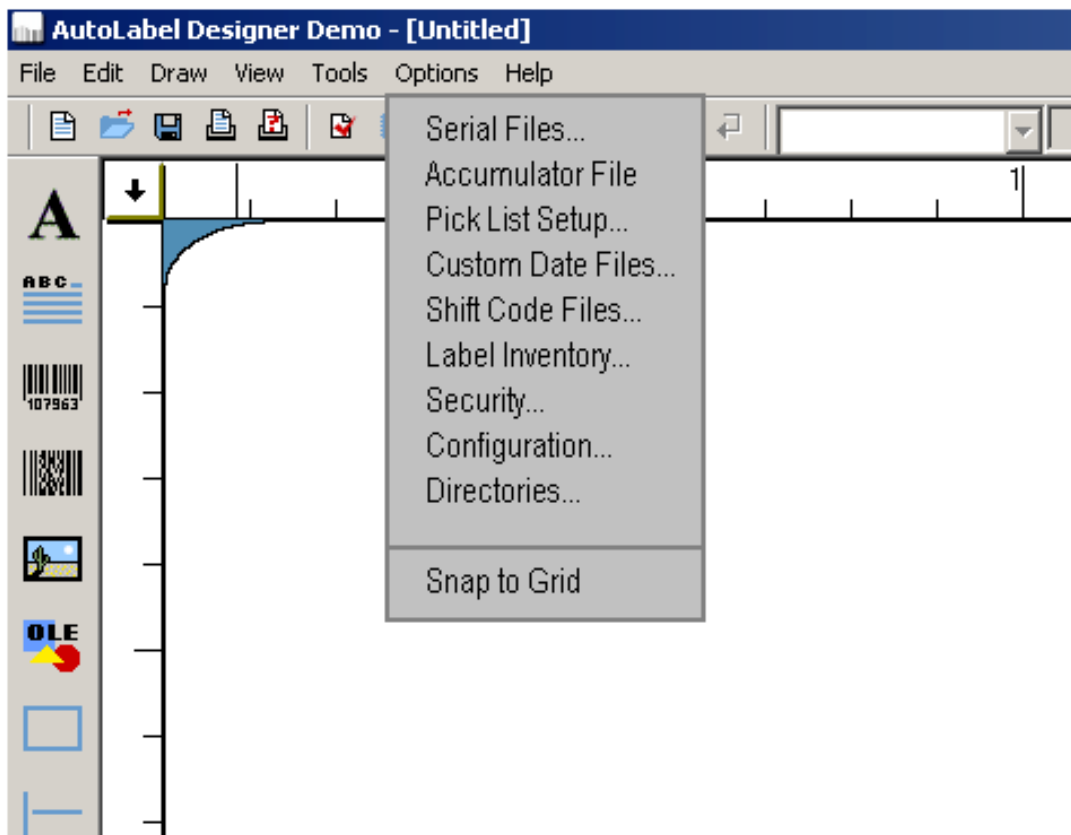 AutoLabel Designer Demo - [Untitled]
File Edit Draw View Tools Options Help
Serial Files...
Accumulator File
Pick List Setup...
Custom Date Files...
Shift Code Files...
Label Inventory...
Security...
Configuration...
Directories...
Snap to Grid
1
A
ABC
107963
OLE